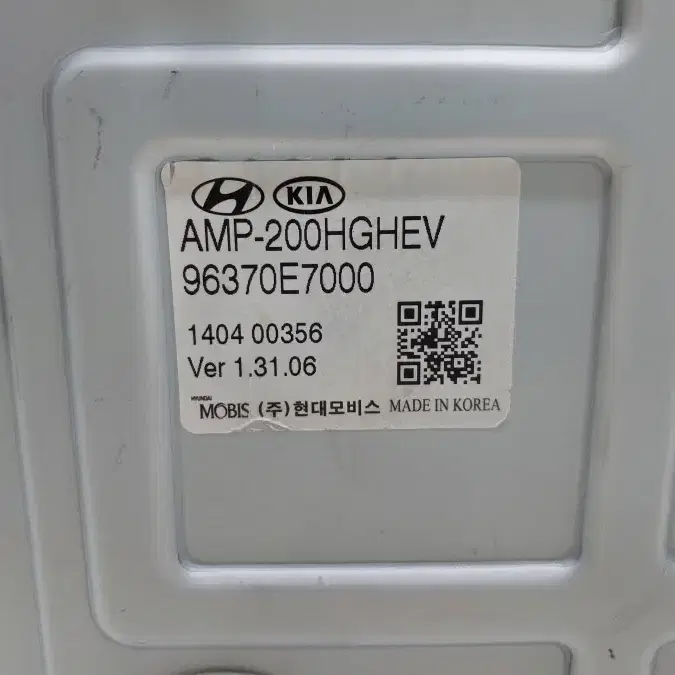 KIA
AMP-200HGHEV
96370E7000
1404 00356
Ver 1.31.06
HYUNDAI
MOBIS (주)현대모비스 MADE IN KOREA